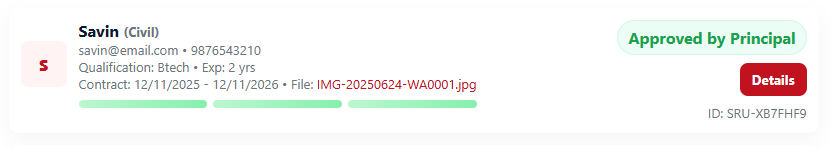 S
Savin (Civil)
savin@email.com • 9876543210
Qualification: Btech • Exp: 2 yrs
Contract: 12/11/2025 - 12/11/2026 • File: IMG-20250624-WA0001.jpg
Approved by Principal
Details
ID: SRU-XB7FHF9